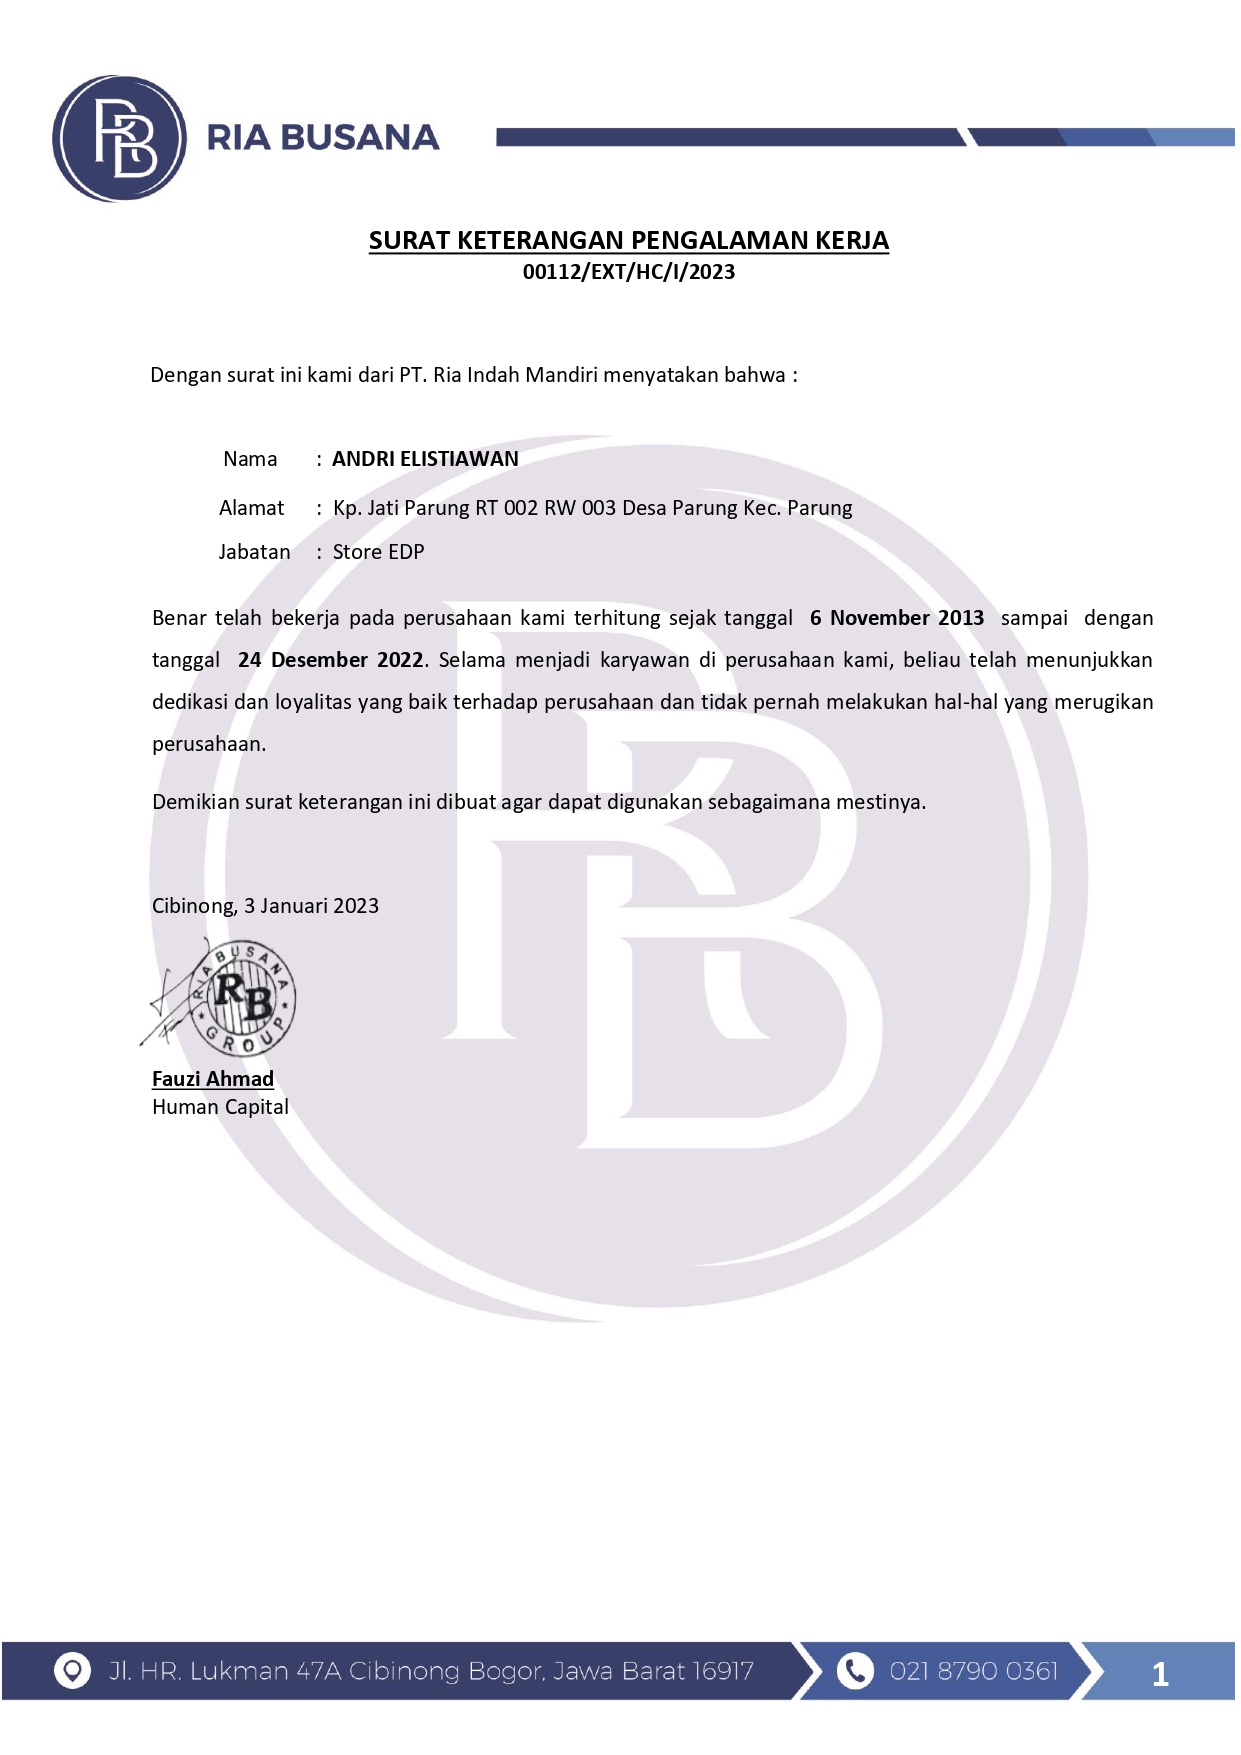 RB
RIA BUSANA
SURAT KETERANGAN PENGALAMAN KERJA
00112/EXT/HC/I/2023
Dengan surat ini kami dari PT. Ria Indah Mandiri menyatakan bahwa :
Nama : ANDRI ELISTIAWAN
Alamat : Kp. Jati Parung RT 002 RW 003 Desa Parung Kec. Parung
Jabatan : Store EDP
Benar telah bekerja pada perusahaan kami terhitung sejak tanggal 6 November 2013 sampai dengan
tanggal 24 Desember 2022. Selama menjadi karyawan di perusahaan kami, beliau telah menunjukkan
dedikasi dan loyalitas yang baik terhadap perusahaan dan tidak pernah melakukan hal-hal yang merugikan
perusahaan.
Demikian surat keterangan ini dibuat agar dapat digunakan sebagaimana mestinya.
Cibinong, 3 Januari 2023
RIA BUSANA
RB
GROUP
Fauzi Ahmad
Human Capital
RB
Jl. HR. Lukman 47A Cibinong Bogor, Jawa Barat 16917
021 8790 0361
1